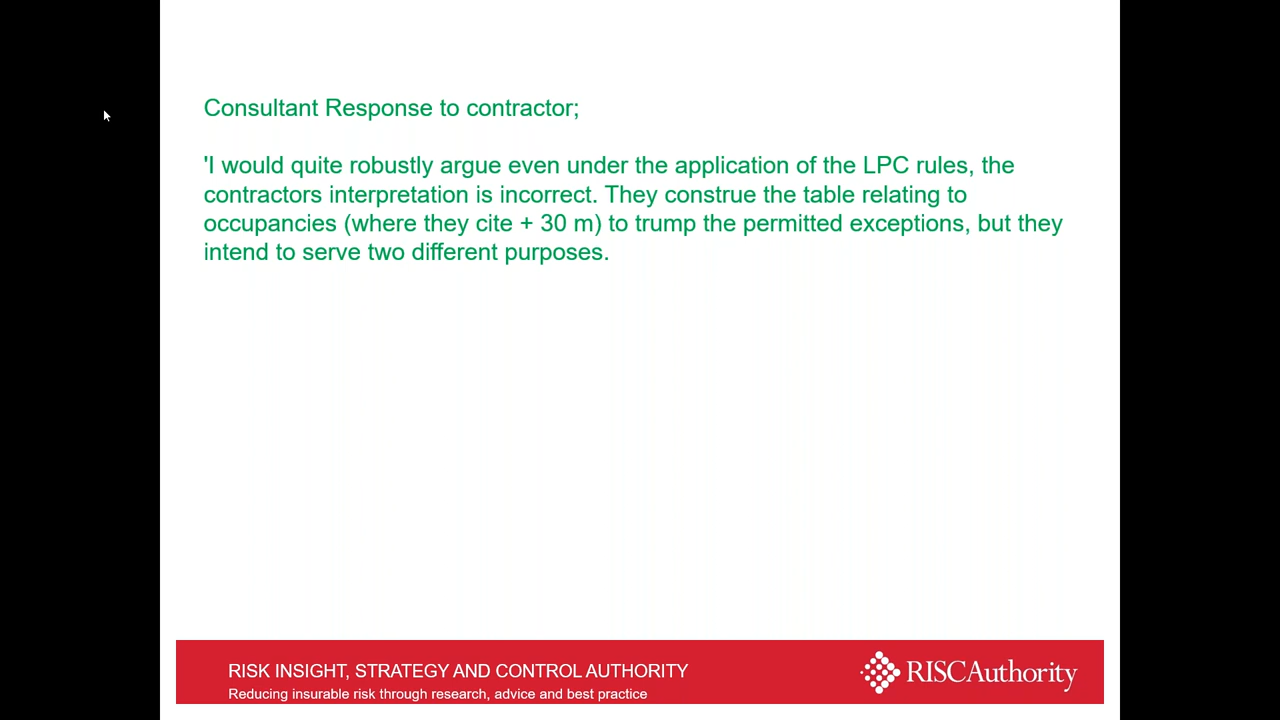 Consultant Response to contractor;
'I would quite robustly argue even under the application of the LPC rules, the
contractors interpretation is incorrect. They construe the table relating to
occupancies (where they cite + 30 m) to trump the permitted exceptions, but they
intend to serve two different purposes.
RISK INSIGHT, STRATEGY AND CONTROL AUTHORITY
Reducing insurable risk through research, advice and best practice
RISCAuthority